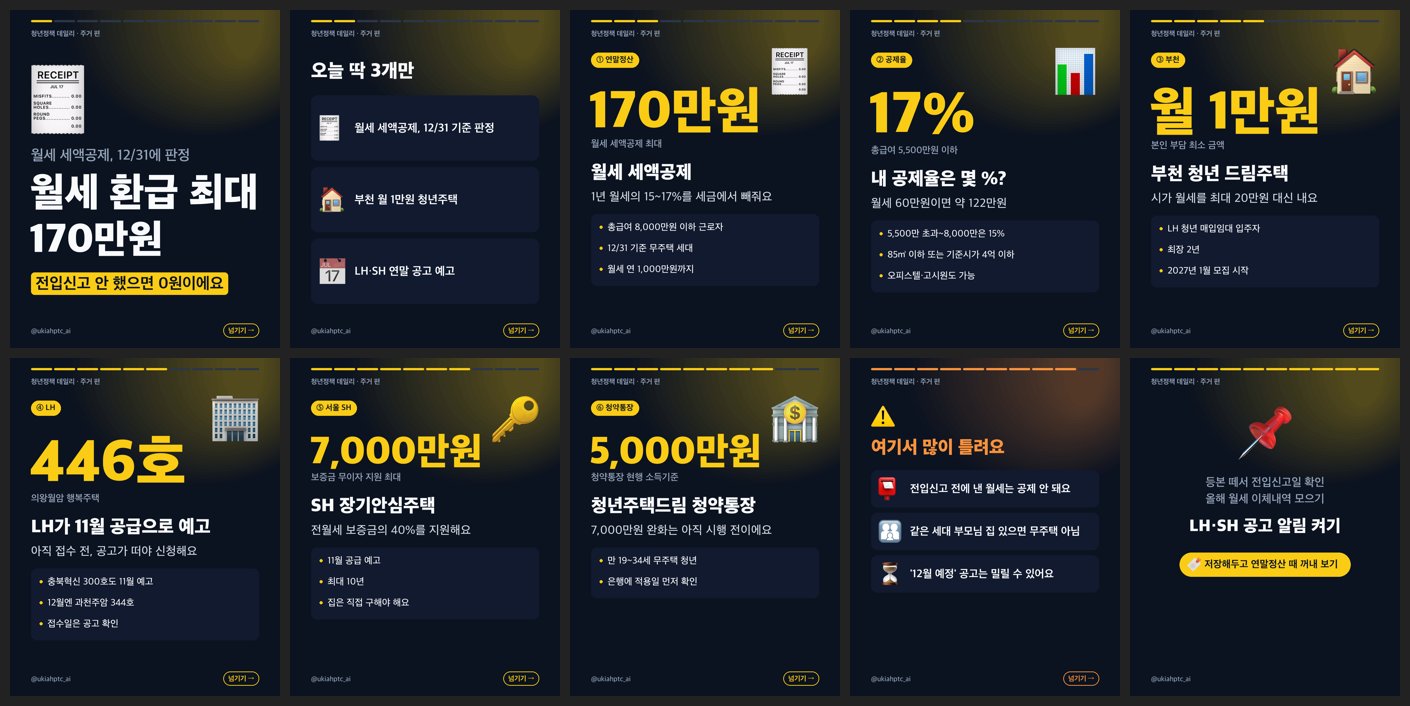 청년정책 데일리 · 주거 편
RECEIPT
JUL 17
MISFITS 0.00
SQUARE HOLES 0.00
ROUND PEGS 0.00
월세 세액공제, 12/31에 판정
월세 환급 최대
170만원
전입신고 안 했으면 0원이에요
@ukiahptc_ai
넘기기 →
청년정책 데일리 · 주거 편
오늘 딱 3개만
월세 세액공제, 12/31 기준 판정
부천 월 1만원 청년주택
JUL
17
LH·SH 연말 공고 예고
@ukiahptc_ai
넘기기 →
청년정책 데일리 · 주거 편
① 연말정산
RECEIPT
170만원
월세 세액공제 최대
월세 세액공제
1년 월세의 15~17%를 세금에서 빼줘요
• 총급여 8,000만원 이하 근로자
• 12/31 기준 무주택 세대
• 월세 연 1,000만원까지
@ukiahptc_ai
넘기기 →
청년정책 데일리 · 주거 편
② 공제율
17%
총급여 5,500만원 이하
내 공제율은 몇 %?
월세 60만원이면 약 122만원
• 5,500만 초과~8,000만은 15%
• 85㎡ 이하 또는 기준시가 4억 이하
• 오피스텔·고시원도 가능
@ukiahptc_ai
넘기기 →
청년정책 데일리 · 주거 편
③ 부천
월 1만원
본인 부담 최소 금액
부천 청년 드림주택
시가 월세를 최대 20만원 대신 내요
• LH 청년 매입임대 입주자
• 최장 2년
• 2027년 1월 모집 시작
@ukiahptc_ai
넘기기 →
청년정책 데일리 · 주거 편
④ LH
446호
의왕월암 행복주택
LH가 11월 공급으로 예고
아직 접수 전, 공고가 떠야 신청해요
• 충북혁신 300호도 11월 예고
• 12월엔 과천주암 344호
• 접수일은 공고 확인
@ukiahptc_ai
넘기기 →
청년정책 데일리 · 주거 편
⑤ 서울 SH
7,000만원
보증금 무이자 지원 최대
SH 장기안심주택
전월세 보증금의 40%를 지원해요
• 11월 공급 예고
• 최대 10년
• 집은 직접 구해야 해요
@ukiahptc_ai
넘기기 →
청년정책 데일리 · 주거 편
⑥ 청약통장
5,000만원
청약통장 현행 소득기준
청년주택드림 청약통장
7,000만원 완화는 아직 시행 전이에요
• 만 19~34세 무주택 청년
• 은행에 적용일 먼저 확인
@ukiahptc_ai
넘기기 →
청년정책 데일리 · 주거 편
여기서 많이 틀려요
전입신고 전에 낸 월세는 공제 안 돼요
같은 세대 부모님 집 있으면 무주택 아님
'12월 예정' 공고는 밀릴 수 있어요
@ukiahptc_ai
넘기기 →
청년정책 데일리 · 주거 편
등본 떼서 전입신고일 확인
올해 월세 이체내역 모으기
LH·SH 공고 알림 켜기
저장해두고 연말정산 때 꺼내 보기
@ukiahptc_ai